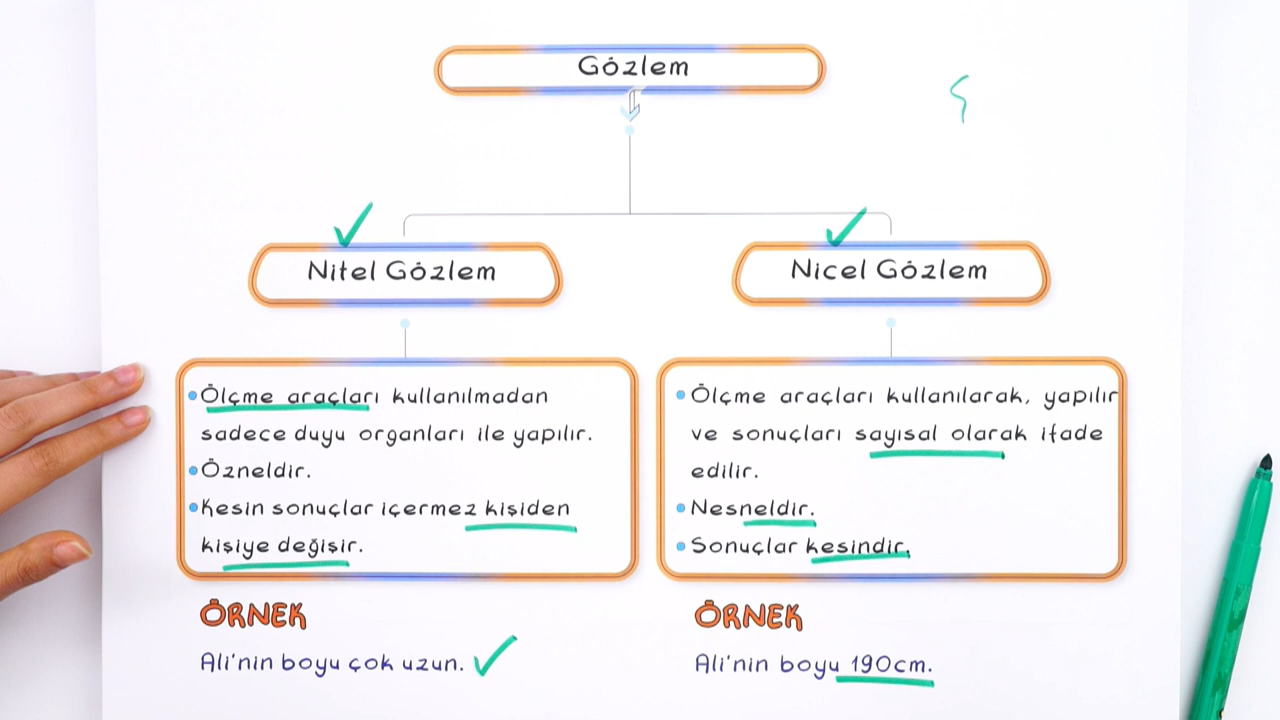 Gözlem
Nitel Gözlem
Nicel Gözlem
Ölçme araçları kullanılmadan
sadece duyu organları ile yapılır.
Özneldir.
Kesin sonuçlar içermez kişiden
kişiye değişir.
Ölçme araçları kullanılarak, yapılır
ve sonuçları sayısal olarak ifade
edilir.
Nesneldir.
Sonuçlar kesindir.
ÖRNEK
Ali'nin boyu çok uzun.
ÖRNEK
Ali'nin boyu 190cm.